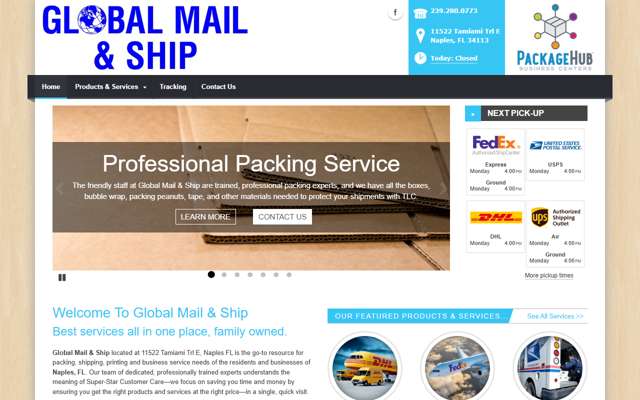 GLOBAL MAIL
& SHIP
239.280.0773
11522 Tamiami Trl E
Naples, FL 34113
Today: Closed
PACKAGEHUB
BUSINESS CENTERS
Home
Products & Services
Tracking
Contact Us
Professional Packing Service
The friendly staff at Global Mail & Ship are trained, professional packing experts, and we have all the boxes,
bubble wrap, packing peanuts, tape, and other materials needed to protect your shipments with TLC.
LEARN MORE
CONTACT US
» NEXT PICK-UP
FedEx
Authorized ShipCenter
Express
Monday 4:00 PM
Ground
Monday 4:00 PM
UNITED STATES
POSTAL SERVICE
USPS
Monday 4:00 PM
DHL
DHL
Monday 4:00 PM
ups
Authorized
Shipping
Outlet
Air
Monday 4:00 PM
Ground
Monday 4:00 PM
More pickup times
Welcome To Global Mail & Ship
Best services all in one place, family owned.
Global Mail & Ship located at 11522 Tamiami Trl E, Naples FL is the go-to resource for
packing, shipping, printing and business service needs of the residents and businesses of
Naples, FL. Our team of dedicated, professionally trained experts understands the
meaning of Super-Star Customer Care—we focus on saving you time and money by
ensuring you get the right products and services at the right price—in a single, quick visit.
OUR FEATURED PRODUCTS & SERVICES...
See All Services >>
DHL
FedEx